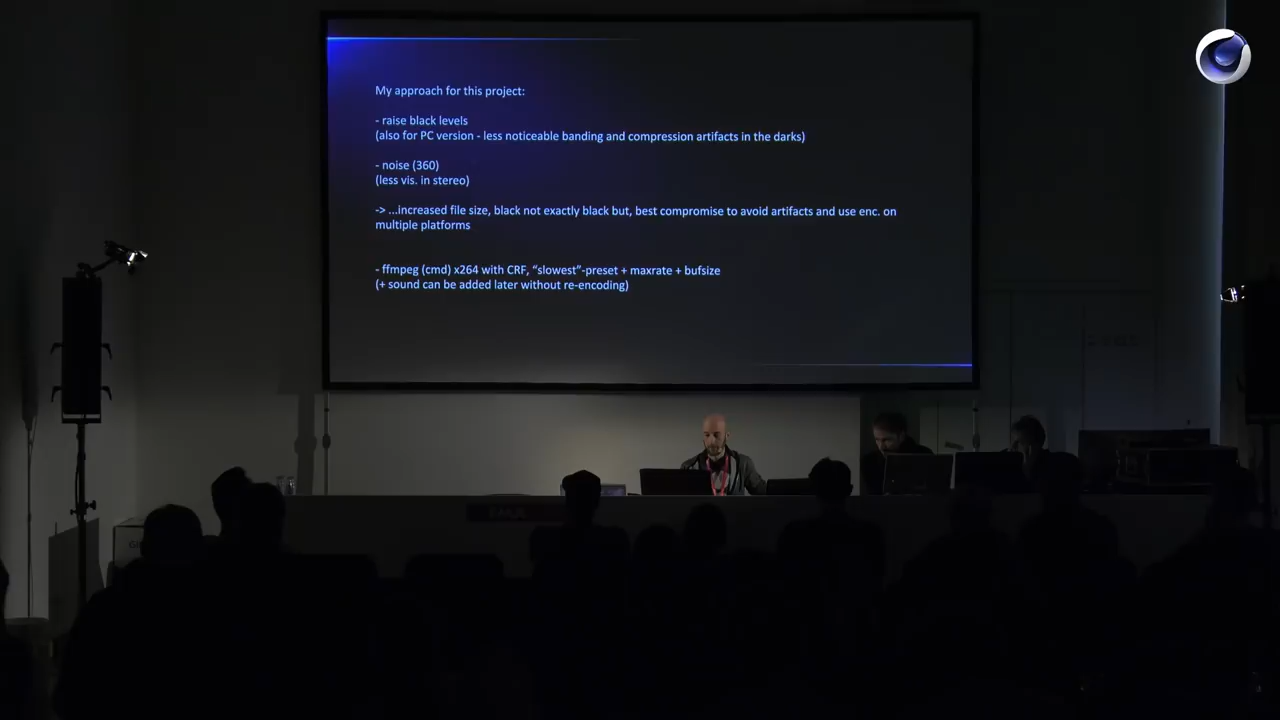 My approach for this project:
- raise black levels
(also for PC version - less noticeable banding and compression artifacts in the darks)
- noise (360)
(less vis. in stereo)
-> ...increased file size, black not exactly black but, best compromise to avoid artifacts and use enc. on
multiple platforms
- ffmpeg (cmd) x264 with CRF, “slowest”-preset + maxrate + bufsize
(+ sound can be added later without re-encoding)